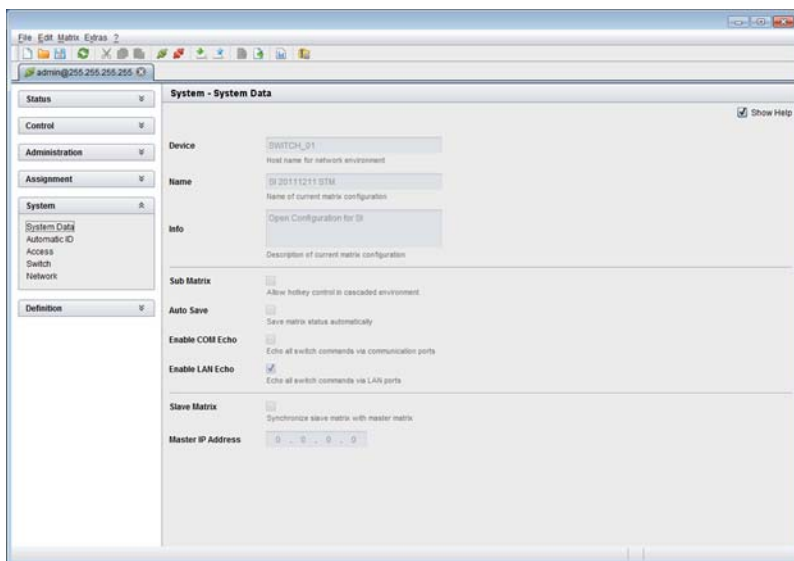 File Edit Matrix Extras ?
admin@255.255.255.255
Status
Control
Administration
Assignment
System
System Data
Automatic ID
Access
Switch
Network
Definition
System - System Data
Show Help
Device
SWITCH_01
Host name for network environment
Name
SI 20111211 STM
Name of current matrix configuration
Info
Open Configuration for SI
Description of current matrix configuration
Sub Matrix
Allow hotkey control in cascaded environment
Auto Save
Save matrix status automatically
Enable COM Echo
Echo all switch commands via communication ports
Enable LAN Echo
Echo all switch commands via LAN ports
Slave Matrix
Synchronize slave matrix with master matrix
Master IP Address
0 . 0 . 0 . 0